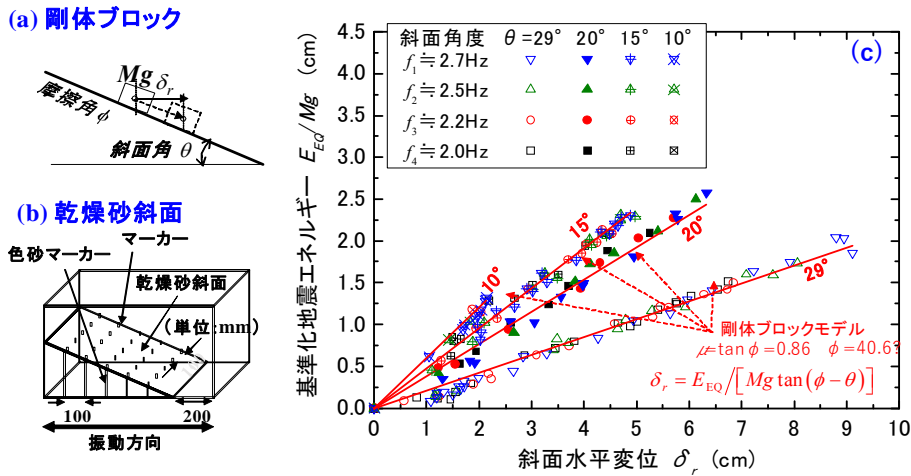 (a) 剛体ブロック
Mg
δr
摩擦角 ϕ
斜面角 θ
(b) 乾燥砂斜面
マーカー
色砂マーカー
乾燥砂斜面
（単位:mm）
100
200
振動方向
(c)
斜面角度 θ=29° 20° 15° 10°
f1≒2.7Hz
f2≒2.5Hz
f3≒2.2Hz
f4≒2.0Hz
基準化地震エネルギー EEQ/Mg (cm)
4.5
4.0
3.5
3.0
2.5
2.0
1.5
1.0
0.5
0.0
10°
15°
20°
29°
剛体ブロックモデル
μ=tanϕ=0.86 ϕ=40.6?
δr=EEQ/[Mg tan(ϕ−θ)]
0 1 2 3 4 5 6 7 8 9 10
斜面水平変位 δr (cm)